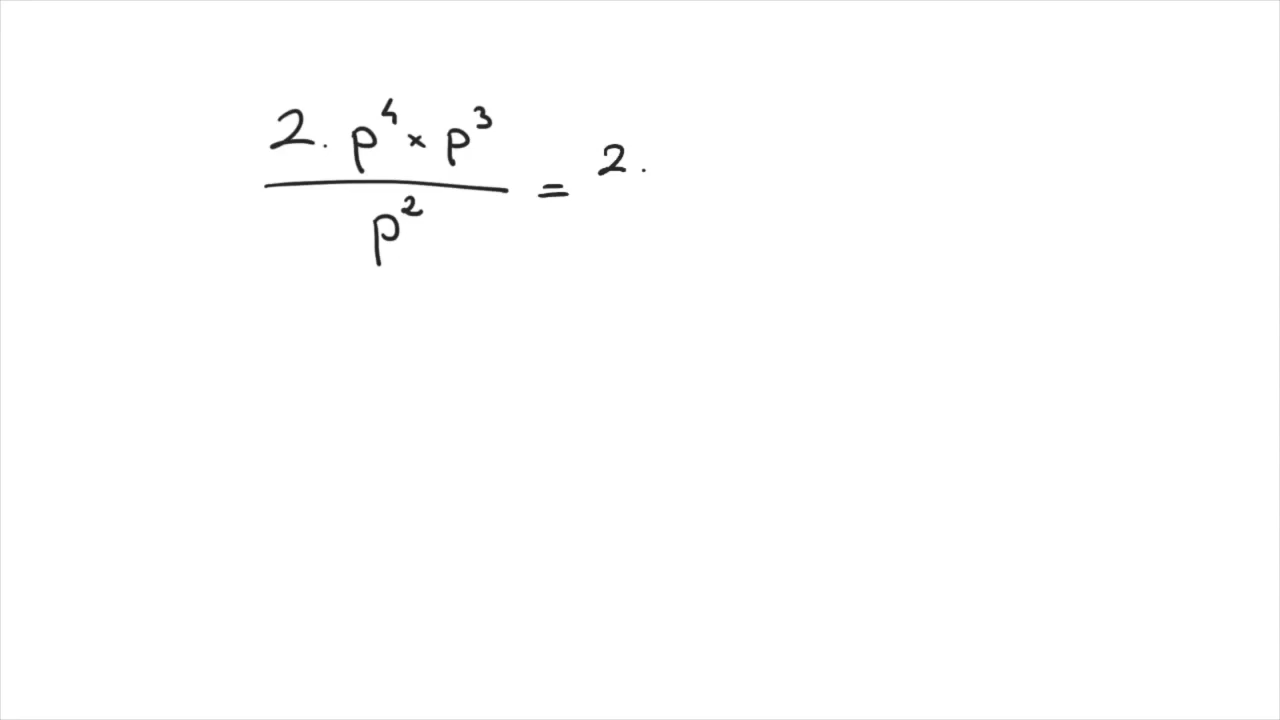 2. p⁴ × p³
/ p² = 2.